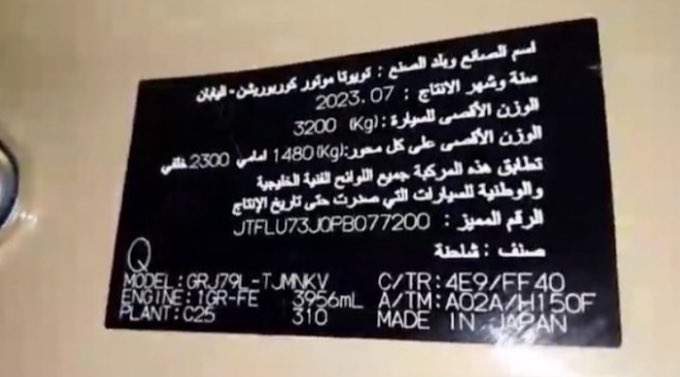 اسم الصانع وبلد الصنع : تويوتا موتور كوربوريشن - اليابان
سنة وشهر الانتاج : 2023.07
الوزن الأقصى للسيارة : 3200 (Kg)
الوزن الأقصى على كل محور: 1480(Kg) امامي 2300 خلفي
تطابق هذه المركبة جميع اللوائح الفنية الخليجية
والوطنية للسيارات التي صدرت حتى تاريخ الإنتاج
الرقم المميز : JTFLU73J0PB077200
صنف : شلطة
Q
MODEL:GRJ79L-TJMNKV C/TR:4E9/FF40
ENGINE:1GR-FE 3956mL A/TM:A02A/H150F
PLANT:C25 310 MADE IN JAPAN